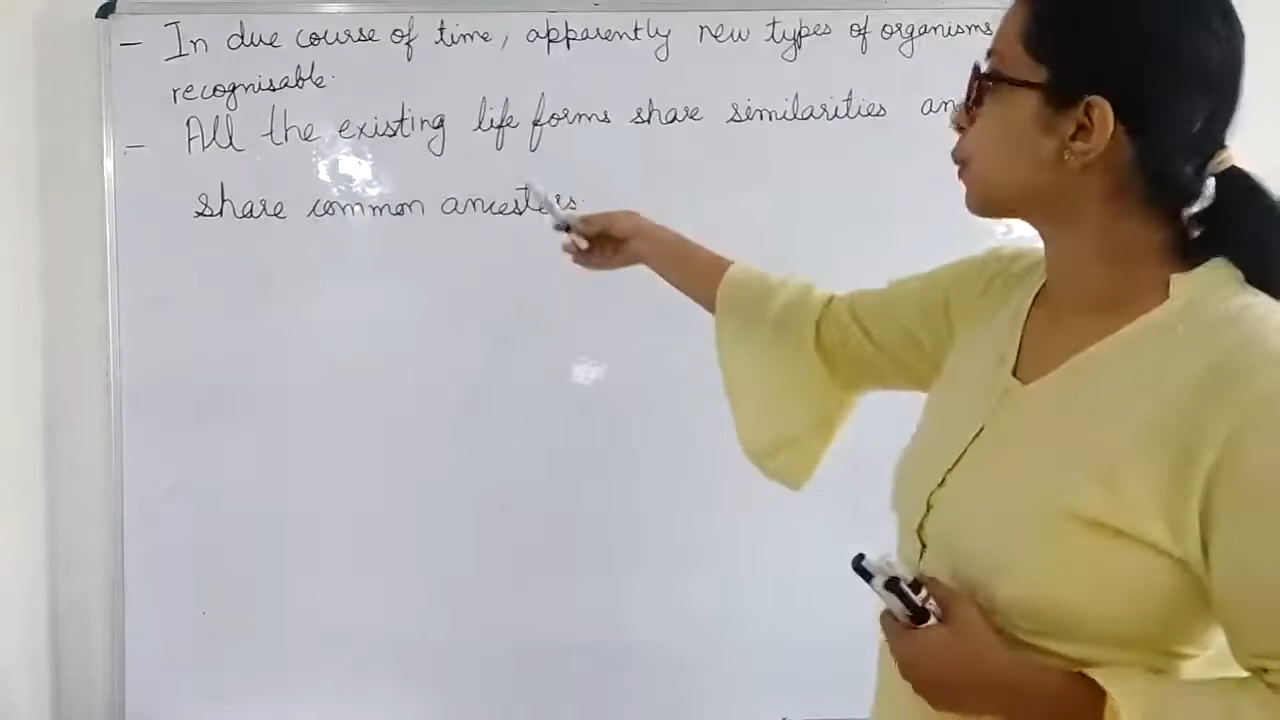 - In due course of time, apparently new types of organisms
recognisable.
- All the existing life forms share similarities an
share common ancestors.